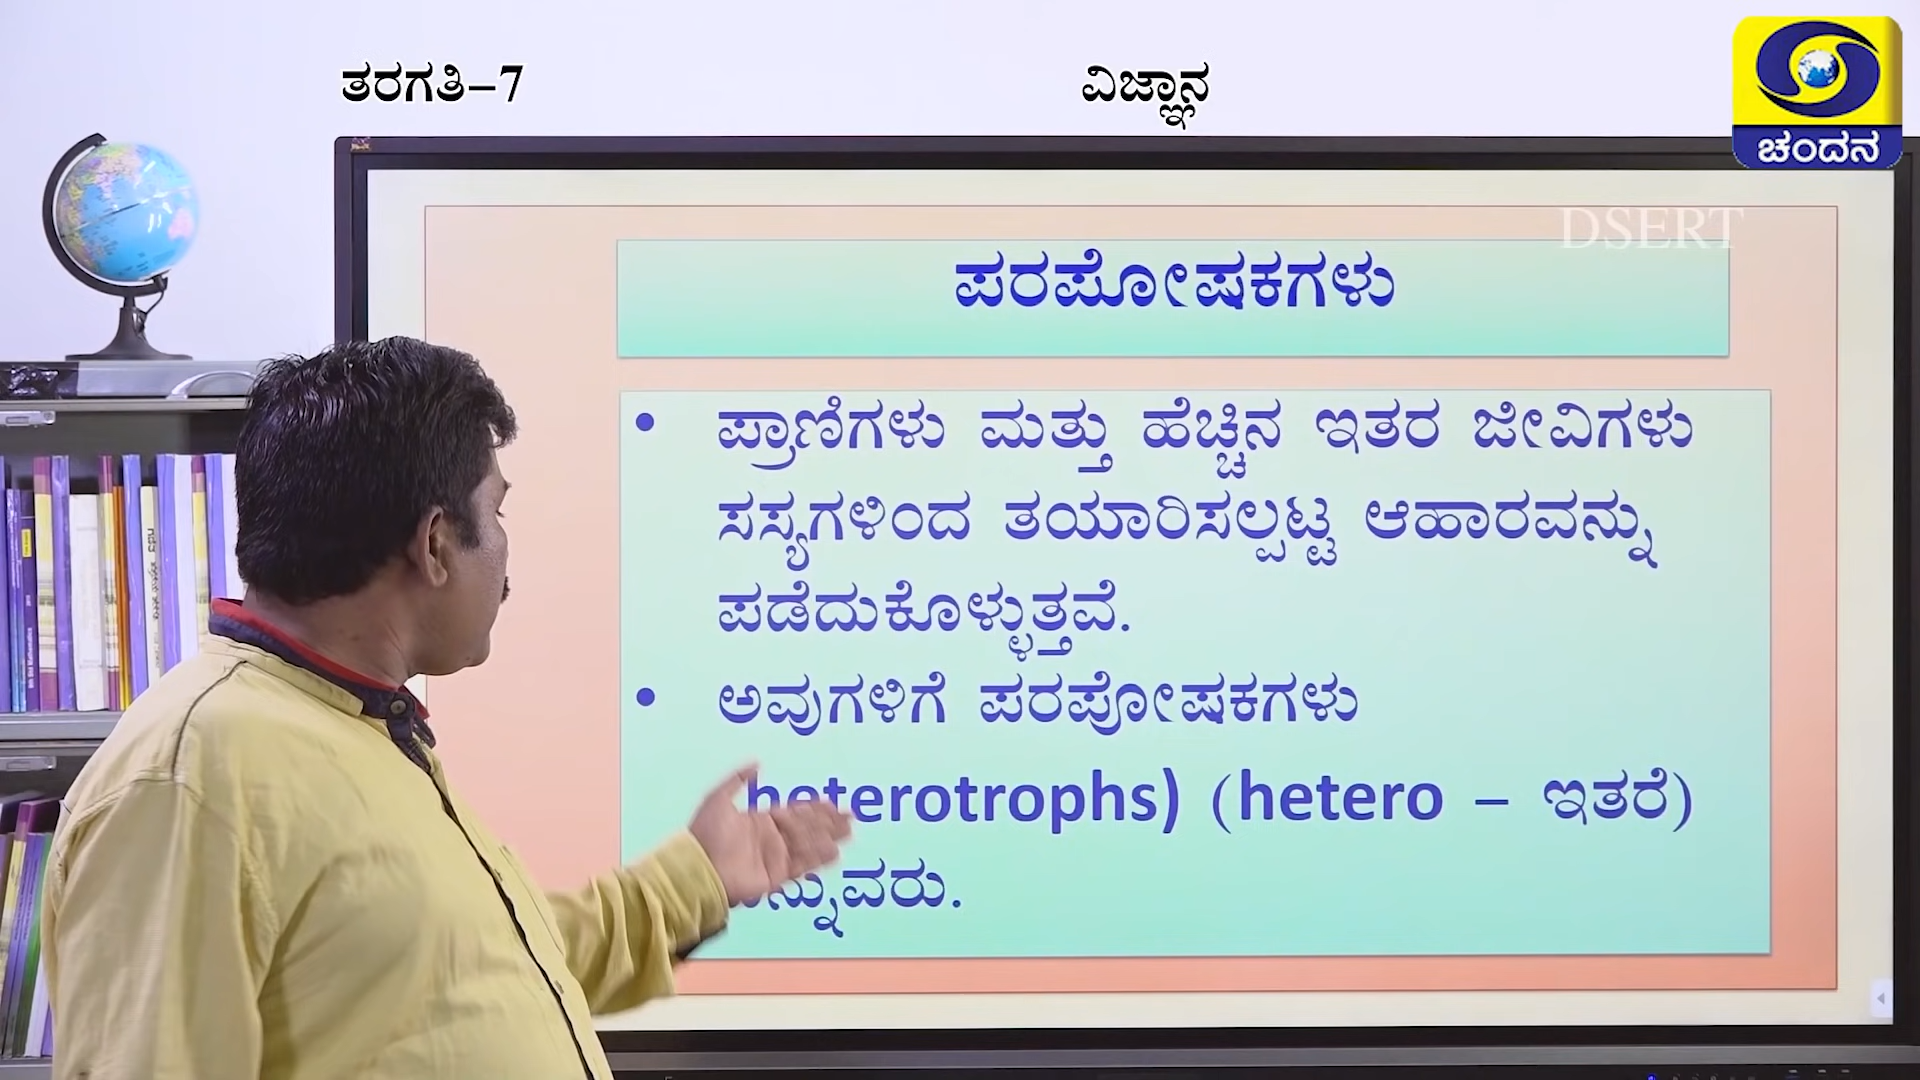 ತರಗತಿ–7
ವಿಜ್ಞಾನ
ಚಂದನ
DSERT
ಪರಪೋಷಕಗಳು
• ಪ್ರಾಣಿಗಳು ಮತ್ತು ಹೆಚ್ಚಿನ ಇತರ ಜೀವಿಗಳು
ಸಸ್ಯಗಳಿಂದ ತಯಾರಿಸಲ್ಪಟ್ಟ ಆಹಾರವನ್ನು
ಪಡೆದುಕೊಳ್ಳುತ್ತವೆ.
• ಅವುಗಳಿಗೆ ಪರಪೋಷಕಗಳು
heterotrophs) (hetero – ಇತರೆ)